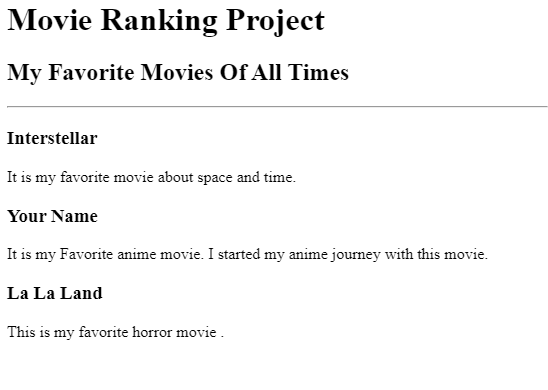 Movie Ranking Project
My Favorite Movies Of All Times
Interstellar
It is my favorite movie about space and time.
Your Name
It is my Favorite anime movie. I started my anime journey with this movie.
La La Land
This is my favorite horror movie .